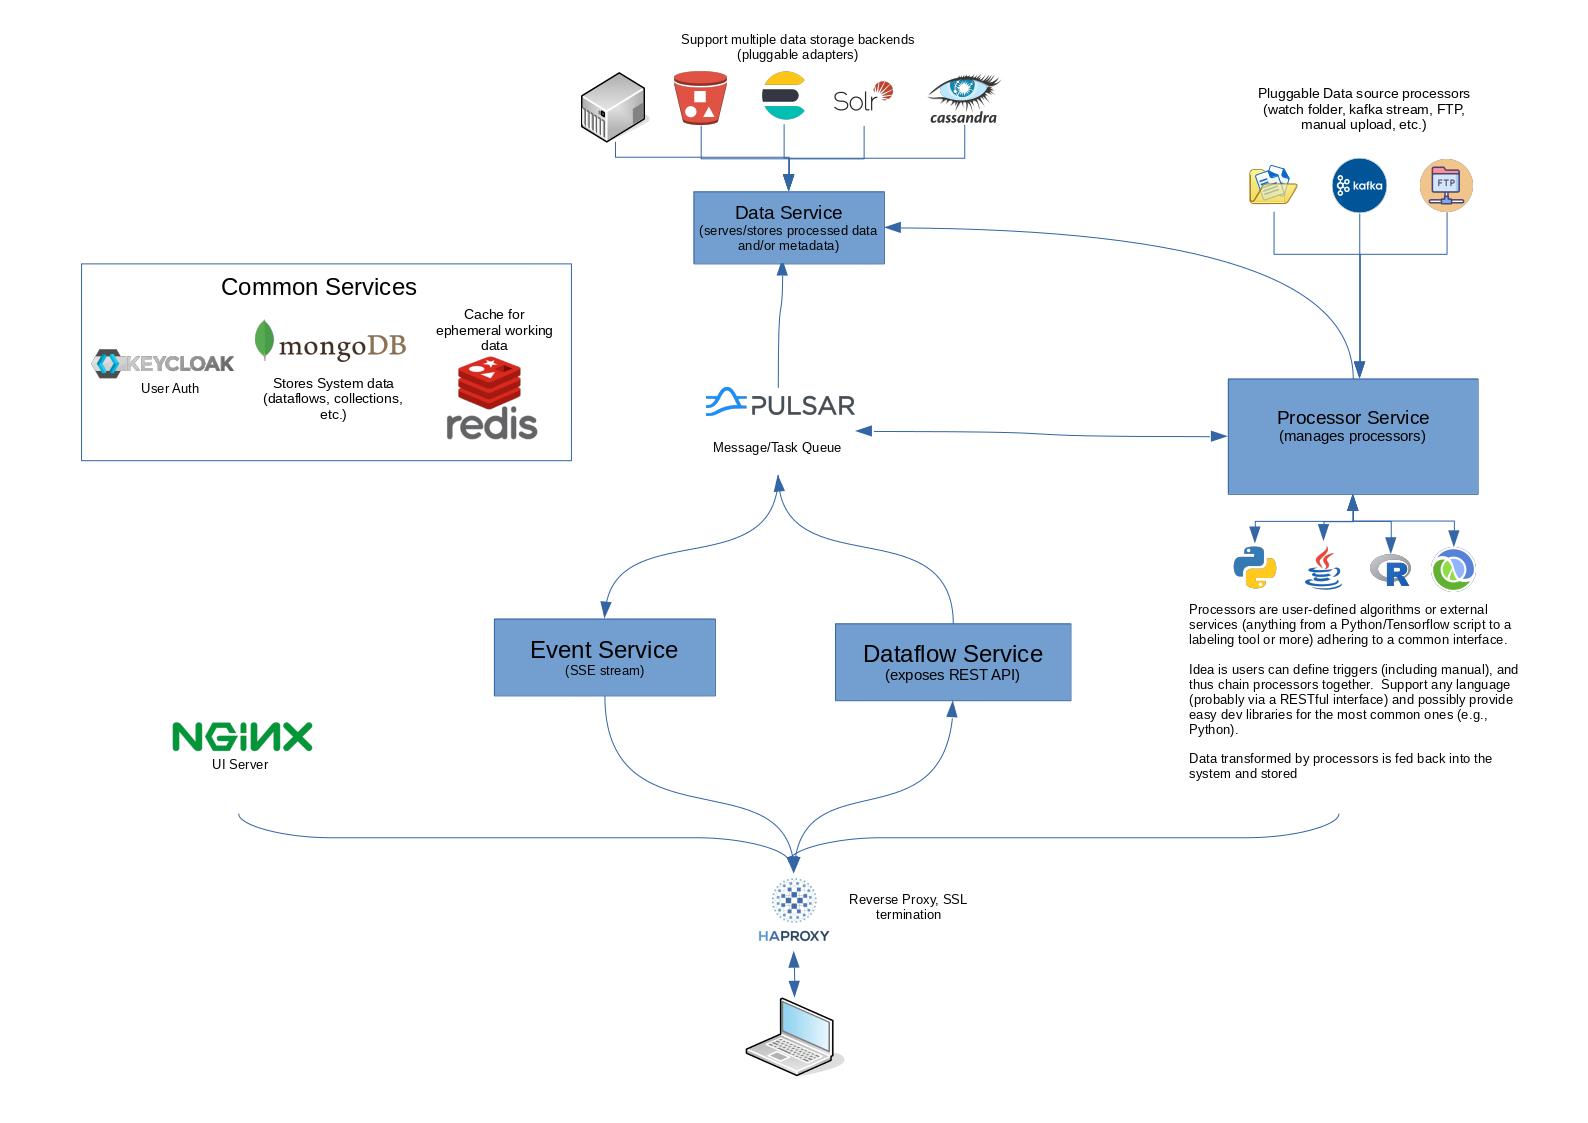 Support multiple data storage backends
(pluggable adapters)
Solr
cassandra
Pluggable Data source processors
(watch folder, kafka stream, FTP,
manual upload, etc.)
kafka
FTP
Data Service
(serves/stores processed data
and/or metadata)
Common Services
KEYCLOAK
User Auth
mongoDB
Stores System data
(dataflows, collections,
etc.)
Cache for
ephemeral working
data
redis
PULSAR
Message/Task Queue
Processor Service
(manages processors)
R
Processors are user-defined algorithms or external
services (anything from a Python/Tensorflow script to a
labeling tool or more) adhering to a common interface.
Idea is users can define triggers (including manual), and
thus chain processors together.  Support any language
(probably via a RESTful interface) and possibly provide
easy dev libraries for the most common ones (e.g.,
Python).
Data transformed by processors is fed back into the
system and stored
Event Service
(SSE stream)
Dataflow Service
(exposes REST API)
NGiNX
UI Server
HAPROXY
Reverse Proxy, SSL
termination